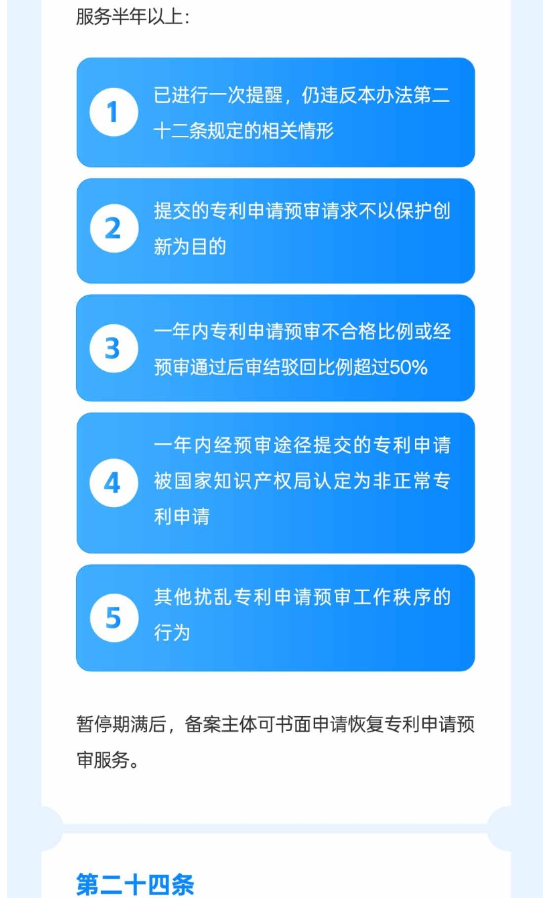 服务半年以上：
1
已进行一次提醒，仍违反本办法第二
十二条规定的相关情形
2
提交的专利申请预审请求不以保护创
新为目的
3
一年内专利申请预审不合格比例或经
预审通过后审结驳回比例超过50%
4
一年内经预审途径提交的专利申请
被国家知识产权局认定为非正常专
利申请
5
其他扰乱专利申请预审工作秩序的
行为
暂停期满后，备案主体可书面申请恢复专利申请预
审服务。
第二十四条